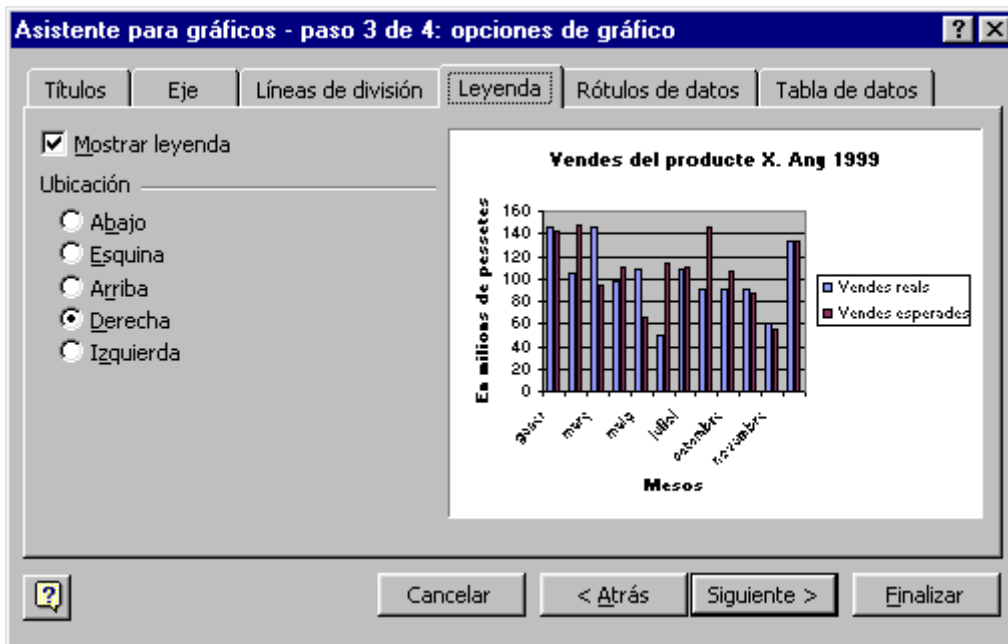 Asistente para gráficos - paso 3 de 4: opciones de gráfico
Títulos
Eje
Líneas de división
Leyenda
Rótulos de datos
Tabla de datos
Mostrar leyenda
Ubicación
Abajo
Esquina
Arriba
Derecha
Izquierda
Vendes del producte X. Any 1999
En milions de pessetes
160
140
120
100
80
60
40
20
0
gener
març
maig
juliol
setembre
novembre
Mesos
Vendes reals
Vendes esperades
Cancelar
< Atrás
Siguiente >
Finalizar